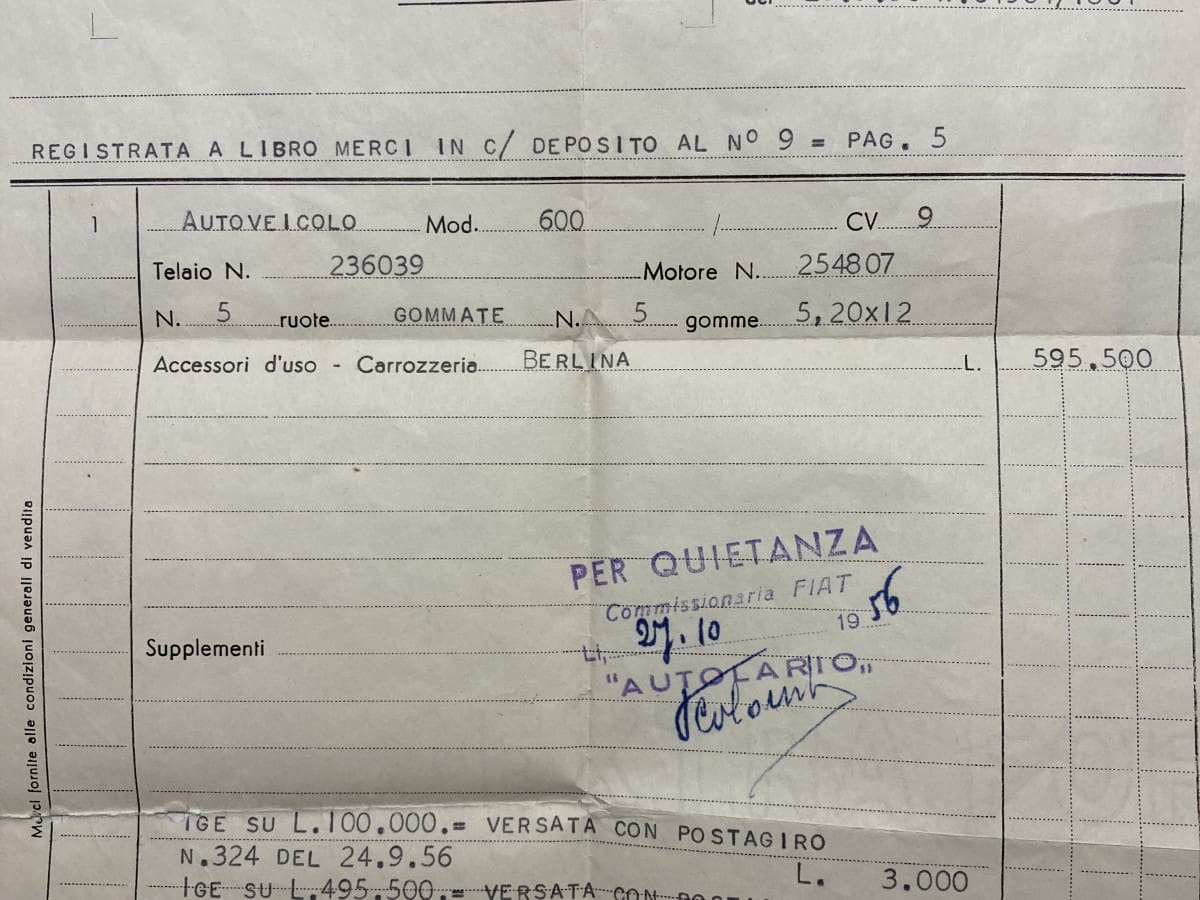 REGISTRATA A LIBRO MERCI IN C/ DEPOSITO AL Nº 9 = PAG. 5
1 AUTOVEICOLO Mod. 600 / CV 9
Telaio N. 236039 Motore N. 254807
N. 5 ruote GOMMATE N. 5 gomme 5,20x12
Accessori d'uso - Carrozzeria BERLINA L. 595.500
PER QUIETANZA
Commissionaria FIAT
Li, 27.10 1956
"AUTOLARIO"
Supplementi
Merci fornite alle condizioni generali di vendita
IGE SU L.100.000.= VERSATA CON POSTAGIRO
N.324 DEL 24.9.56 L. 3.000
IGE SU L.495.500.= VERSATA CON